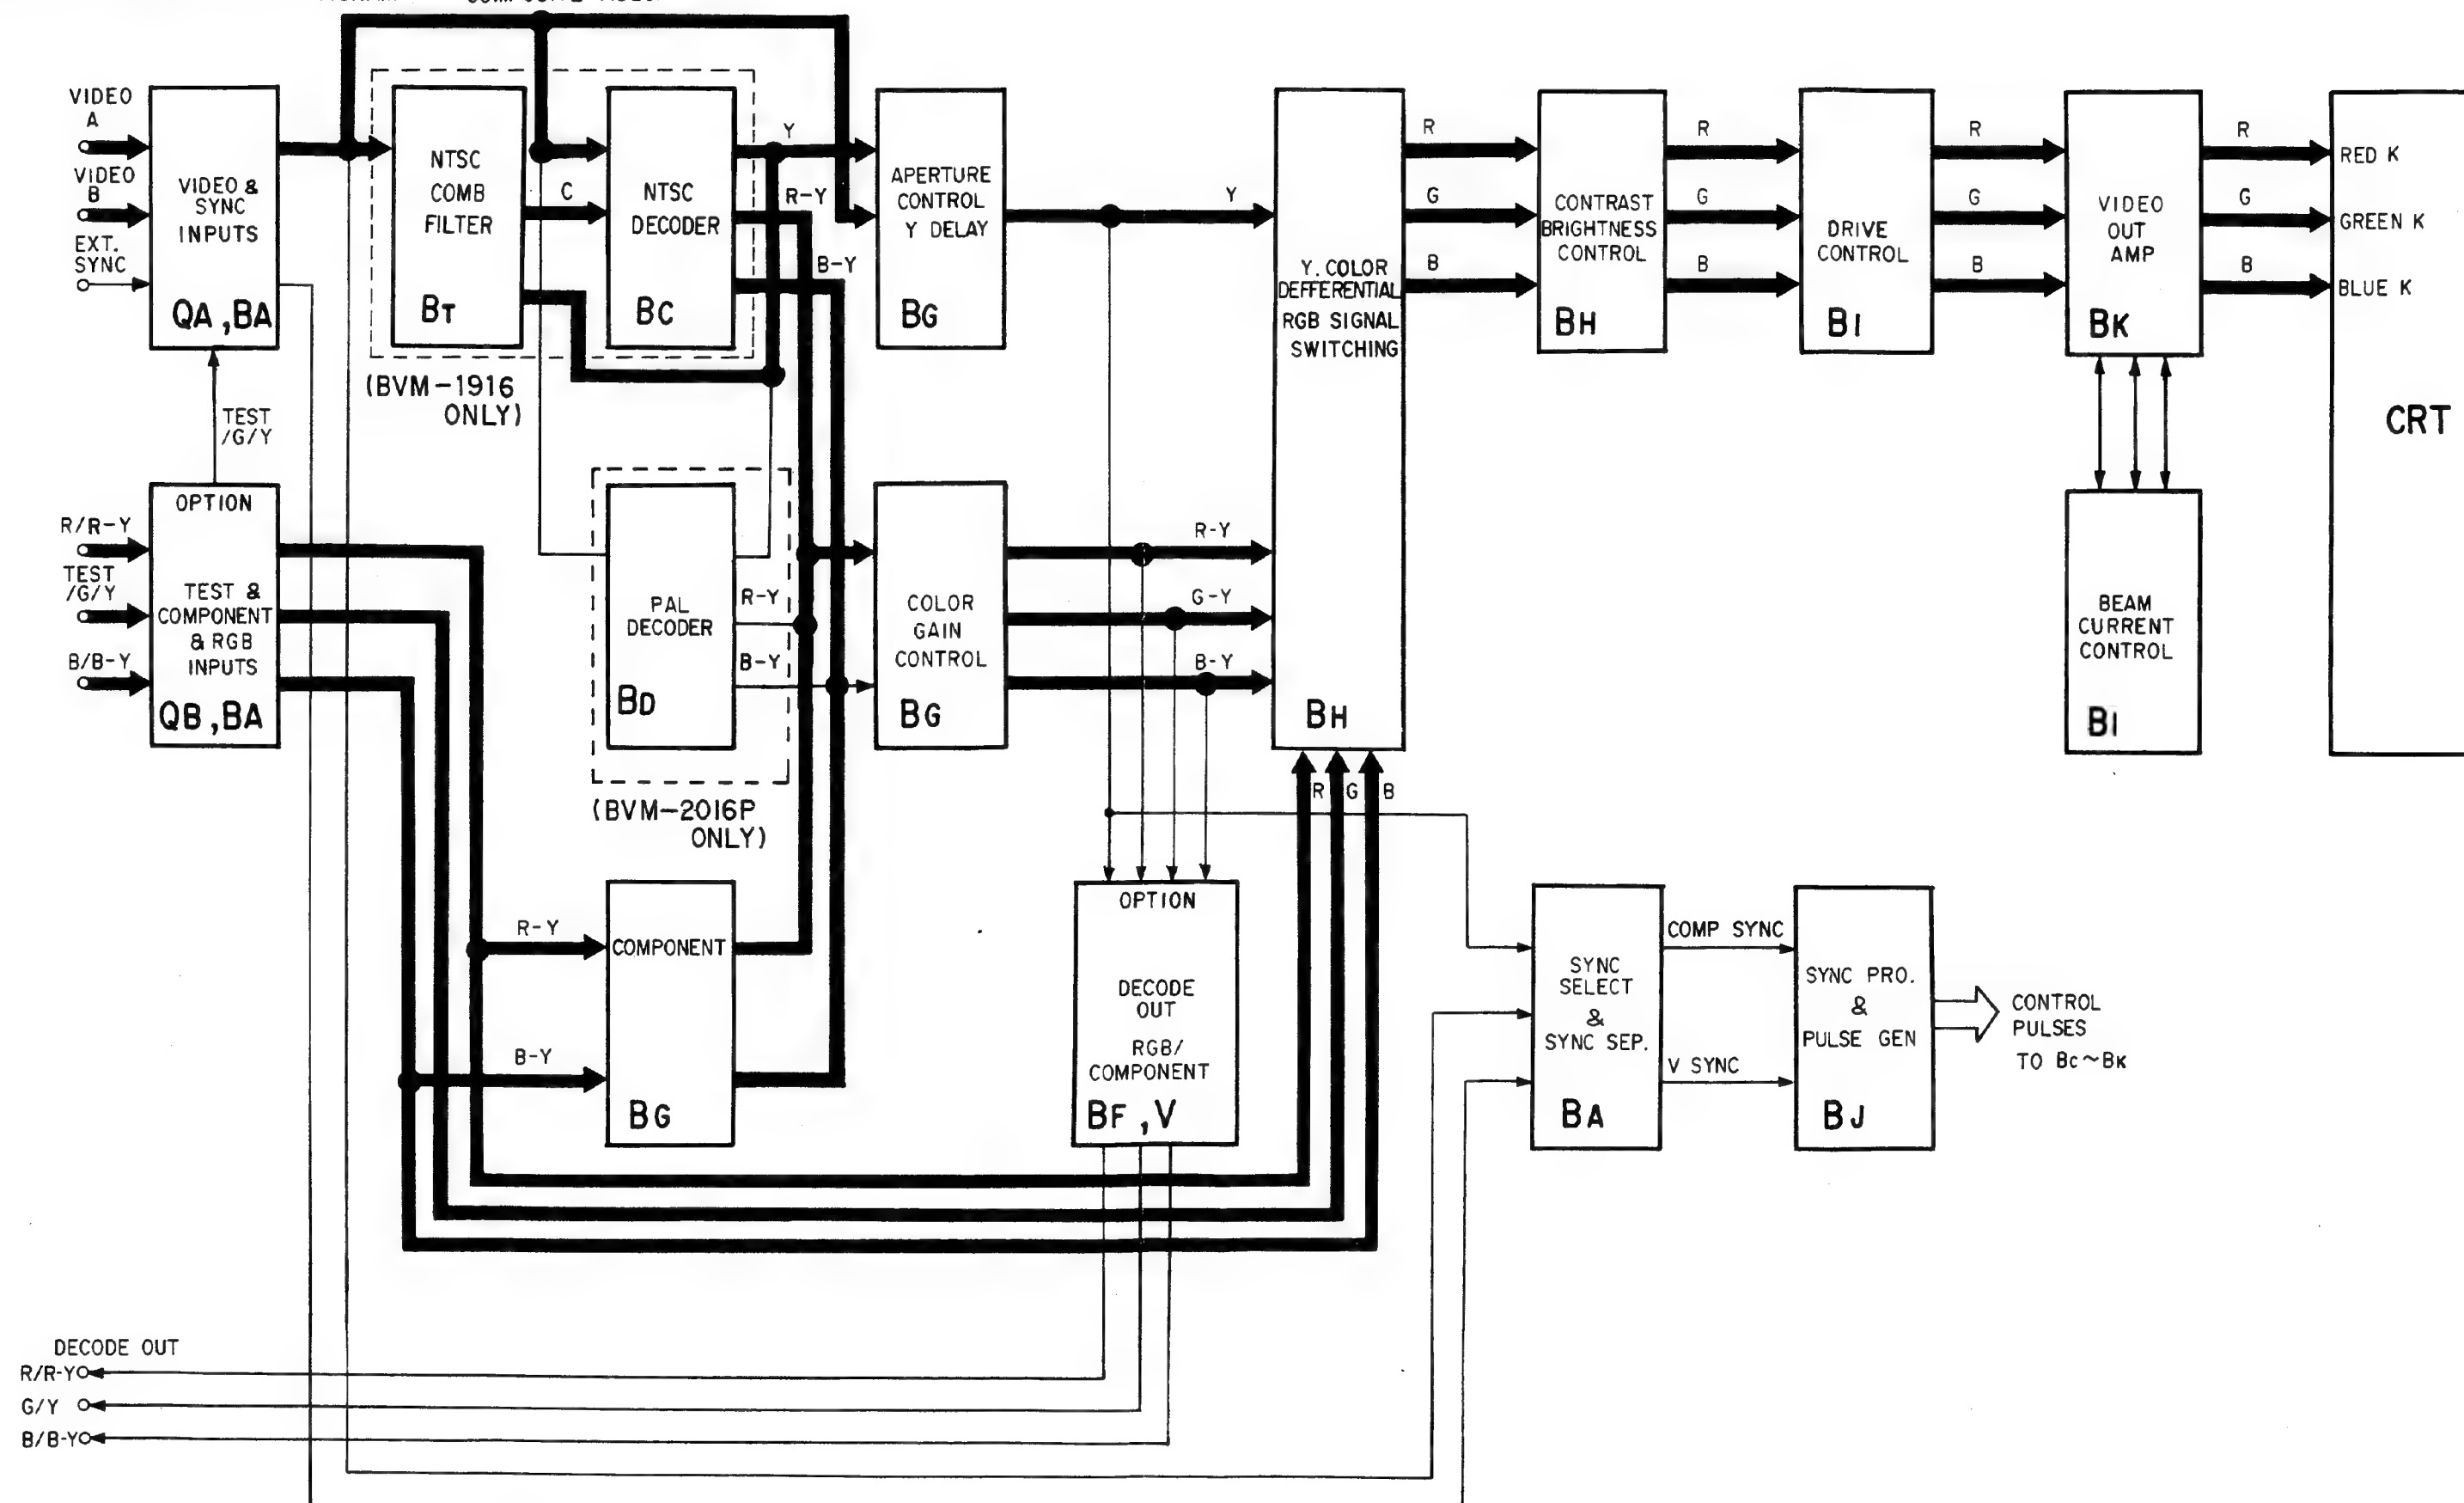 VIDEO
A
VIDEO
B
EXT.
SYNC
VIDEO &
SYNC
INPUTS
QA, BA
NTSC
COMB
FILTER
BT
C
NTSC
DECODER
BC
(BVM-1916
ONLY)
Y
R-Y
B-Y
APERTURE
CONTROL
Y DELAY
BG
Y
Y. COLOR
DEFFERENTIAL
RGB SIGNAL
SWITCHING
BH
R
G
B
CONTRAST
BRIGHTNESS
CONTROL
BH
R
G
B
DRIVE
CONTROL
BI
R
G
B
VIDEO
OUT
AMP
BK
R
G
B
RED K
GREEN K
BLUE K
CRT
TEST
/G/Y
R/R-Y
TEST
/G/Y
B/B-Y
OPTION
TEST &
COMPONENT
& RGB
INPUTS
QB, BA
PAL
DECODER
BD
R-Y
B-Y
(BVM-2016P
ONLY)
COLOR
GAIN
CONTROL
BG
R-Y
G-Y
B-Y
BEAM
CURRENT
CONTROL
BI
R G B
R-Y
B-Y
COMPONENT
BG
OPTION
DECODE
OUT
RGB/
COMPONENT
BF, V
SYNC
SELECT
&
SYNC SEP.
BA
COMP SYNC
V SYNC
SYNC PRO.
&
PULSE GEN
BJ
CONTROL
PULSES
TO BC~BK
DECODE OUT
R/R-Y
G/Y
B/B-Y